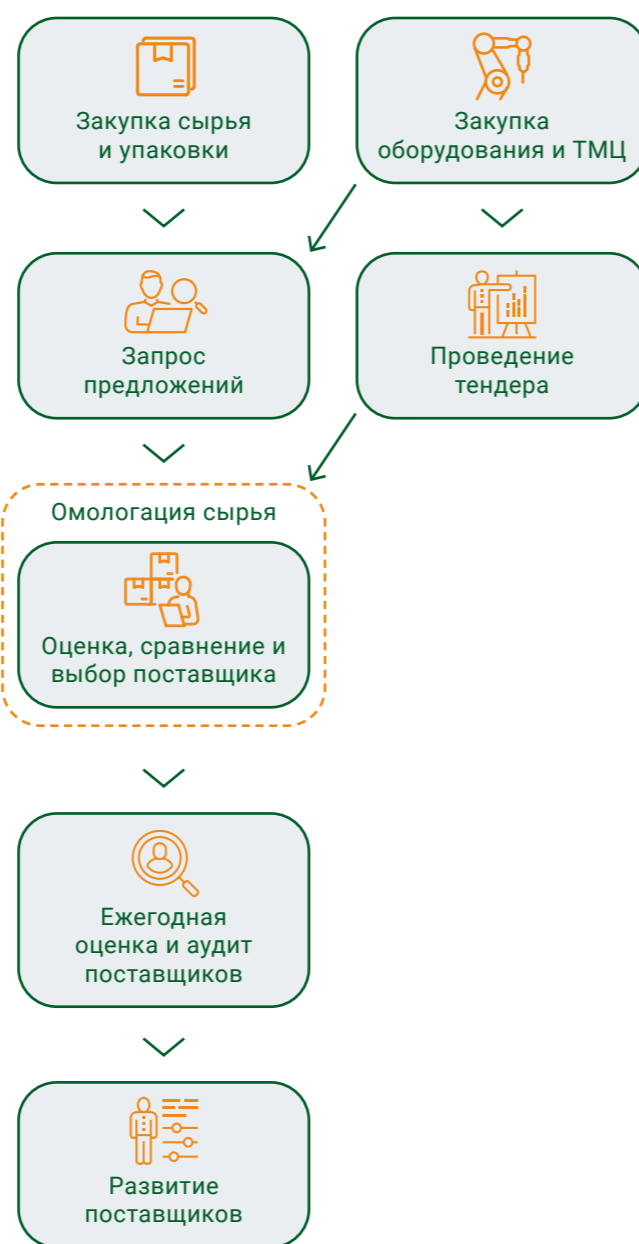 Закупка сырья
и упаковки
Закупка
оборудования и ТМЦ
Запрос
предложений
Проведение
тендера
Омологация сырья
Оценка, сравнение и
выбор поставщика
Ежегодная
оценка и аудит
поставщиков
Развитие
поставщиков